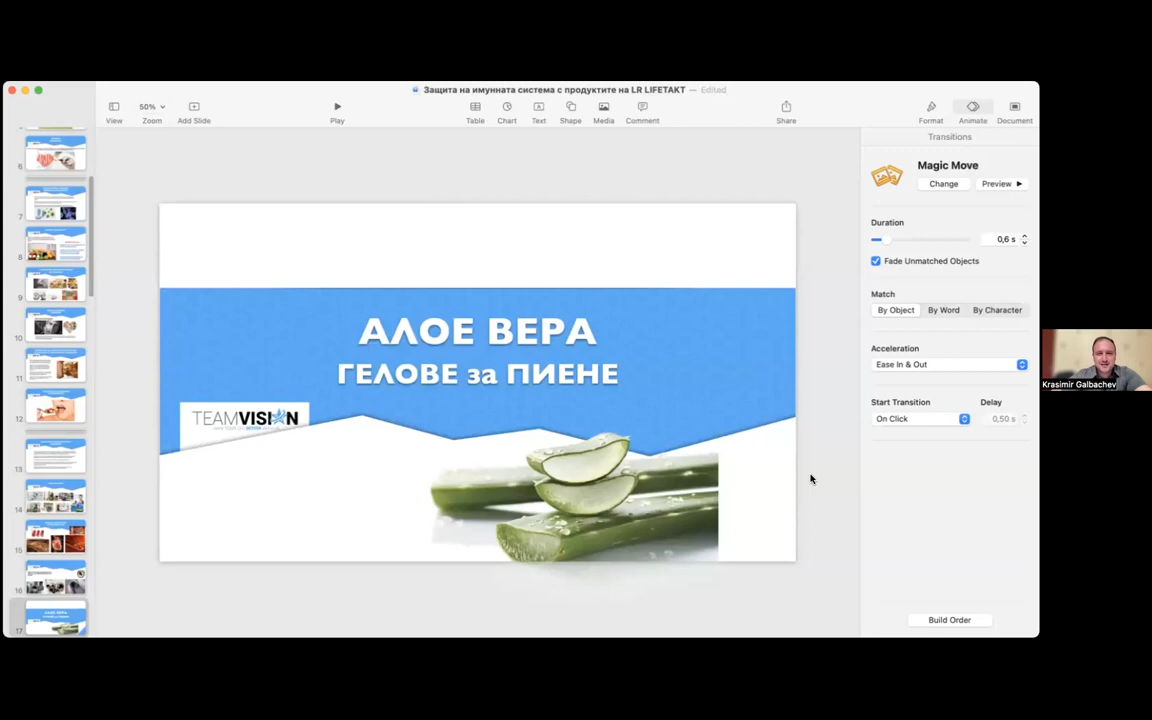 Защита на имунната система с продуктите на LR LIFETAKT — Edited
View
50%
Zoom
Add Slide
Play
Table
Chart
Text
Shape
Media
Comment
Share
Format
Animate
Document
Transitions
Magic Move
Change
Preview
Duration
0,6 s
Fade Unmatched Objects
Match
By Object
By Word
By Character
Acceleration
Ease In & Out
Start Transition
Delay
On Click
0,50 s
Build Order
6
7
8
9
10
11
12
13
14
15
16
17
АЛОЕ ВЕРА
ГЕЛОВЕ за ПИЕНЕ
TEAMVISION
Krasimir Galbachev